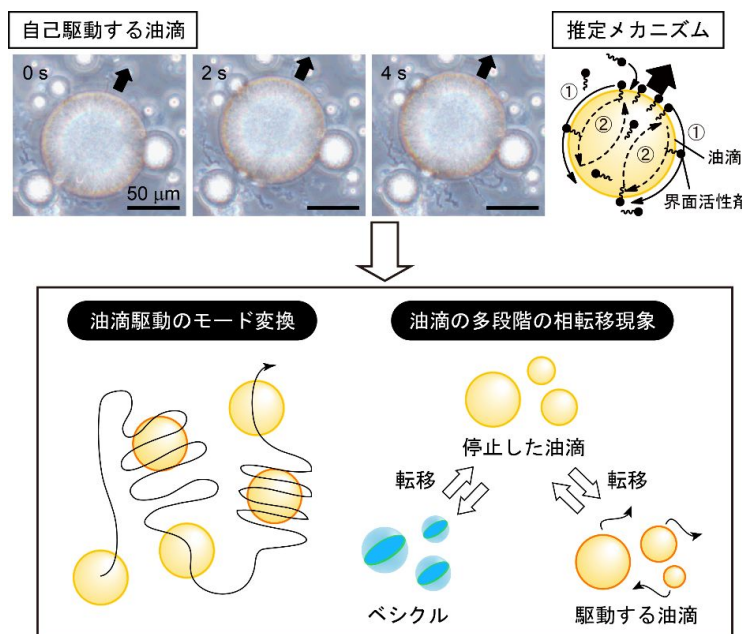 自己駆動する油滴
推定メカニズム
0 s
2 s
4 s
50 μm
①
②
②
①
油滴
界面活性剤
油滴駆動のモード変換
油滴の多段階の相転移現象
停止した油滴
転移
転移
ベシクル
駆動する油滴